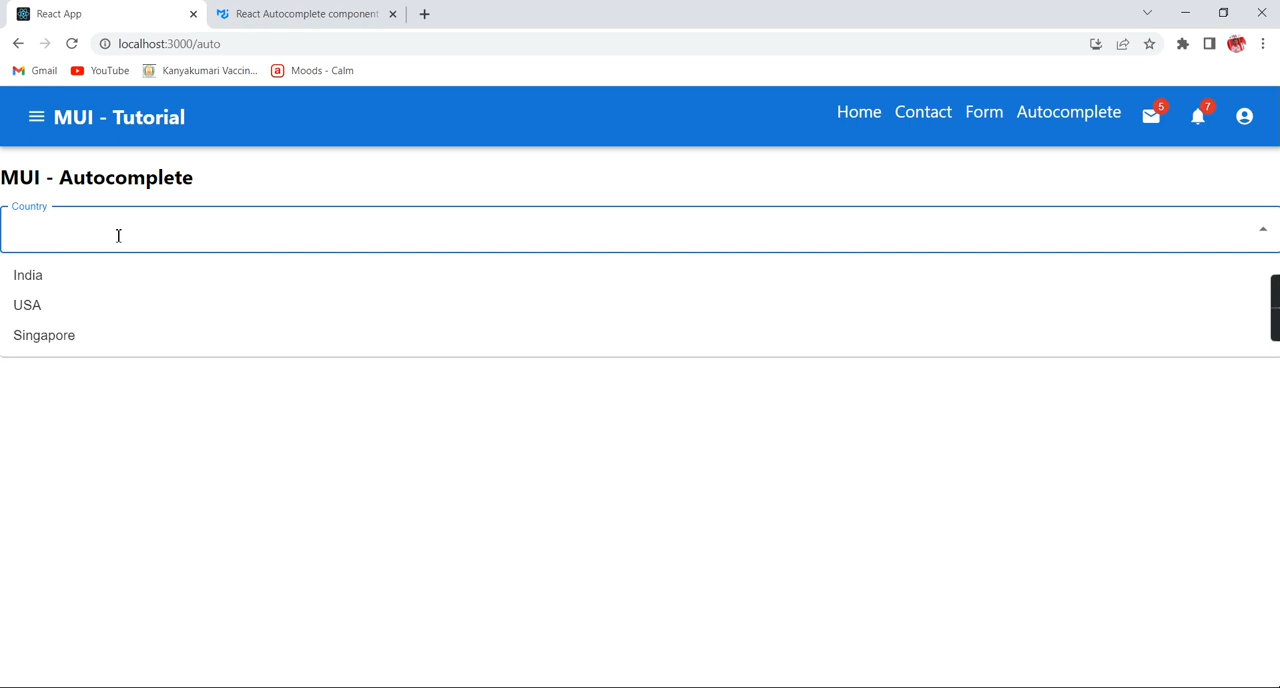 React App
React Autocomplete component
localhost:3000/auto
Gmail
YouTube
Kanyakumari Vaccin...
a
Moods - Calm
MUI - Tutorial
Home
Contact
Form
Autocomplete
5
7
MUI - Autocomplete
Country
India
USA
Singapore